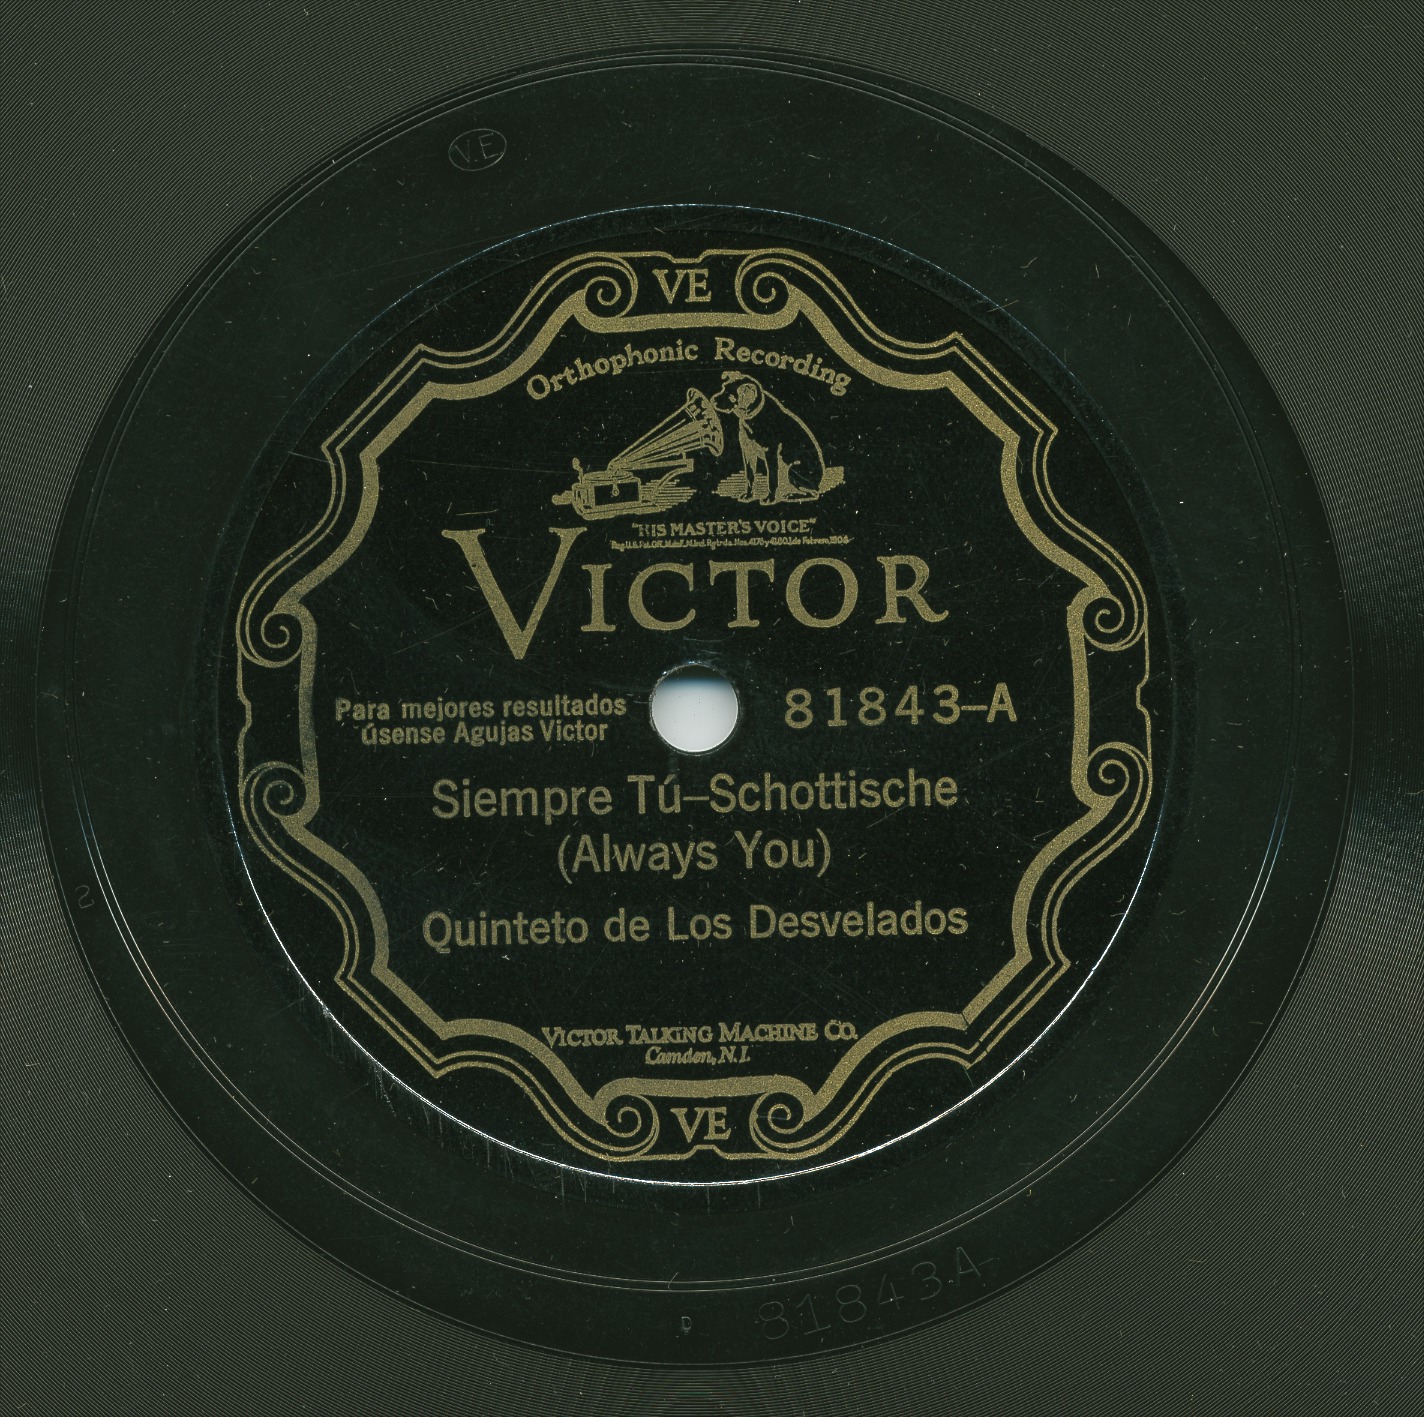 V.E
VE
Orthophonic Recording
"HIS MASTER'S VOICE"
VICTOR
Para mejores resultados
úsense Agujas Victor
81843–A
Siempre Tú–Schottische
(Always You)
Quinteto de Los Desvelados
VICTOR TALKING MACHINE CO.
Camden, N.J.
VE
2
D
81843A